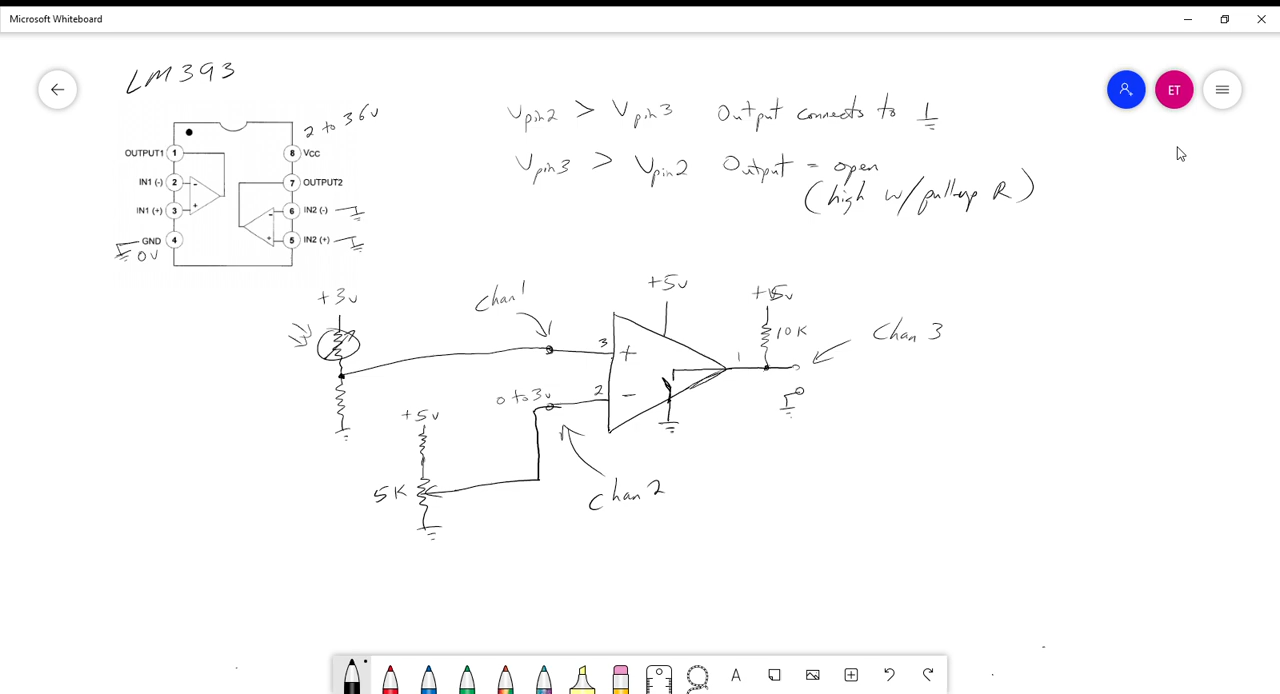 Microsoft Whiteboard
LM393
2 to 36v
OUTPUT1 1
8 Vcc
IN1 (-) 2
7 OUTPUT2
IN1 (+) 3
6 IN2 (-)
GND 4
5 IN2 (+)
0v
- + - +
Vpin2 > Vpin3 Output connects to
Vpin3 > Vpin2 Output = open
(high w/ pullup R)
ET
+3v
Chan 1
+5v
10K
Chan 3
3 +
1
0 to 3v 2 -
+5v
5K
Chan 2
A